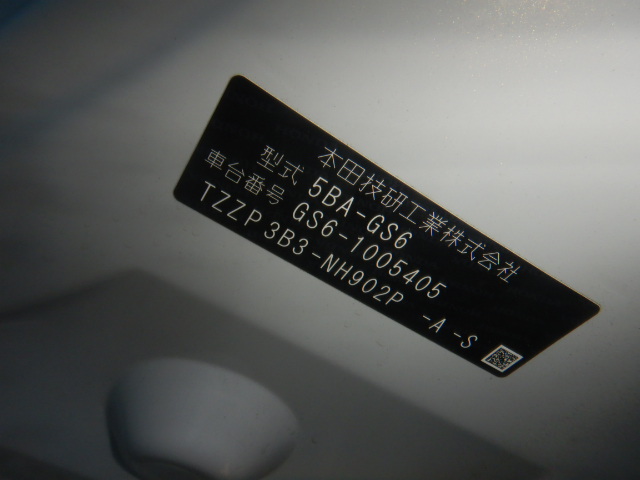 本田技研工業株式会社
型式 5BA-GS6
車台番号 GS6-1005405
TZZP 3B3-NH902P -A -S